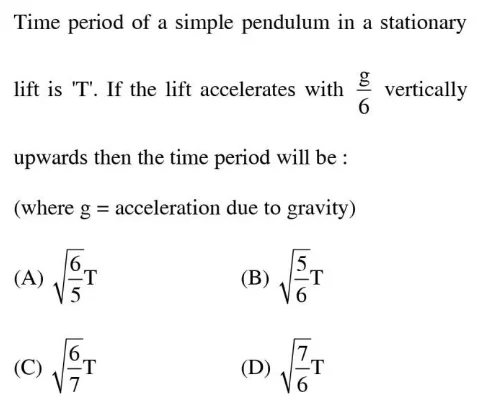 Time period of a simple pendulum in a stationary
lift is 'T'. If the lift accelerates with g/6 vertically
upwards then the time period will be :
(where g = acceleration due to gravity)
(A) √(6/5)T (B) √(5/6)T
(C) √(6/7)T (D) √(7/6)T